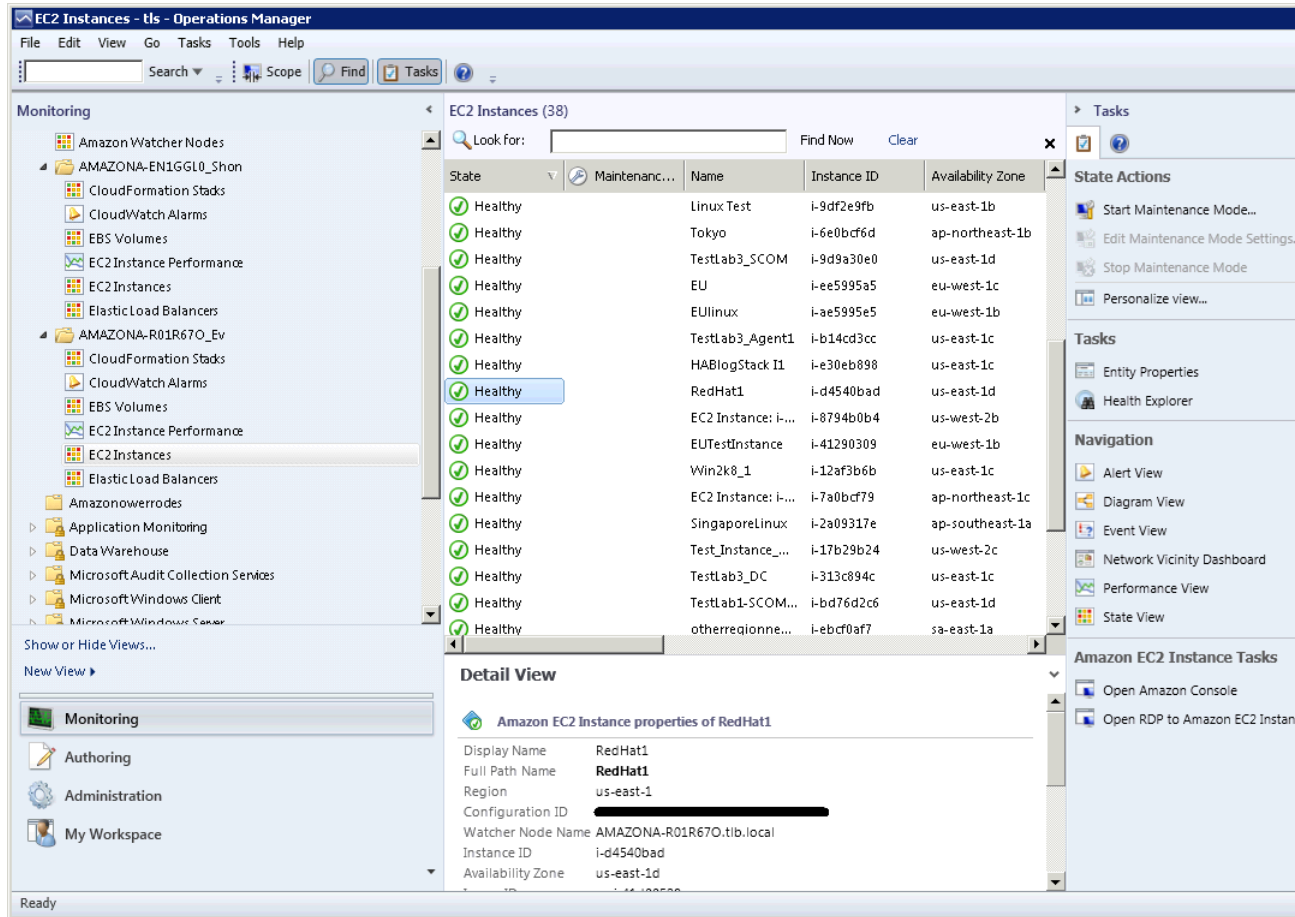 EC2 Instances - tls - Operations Manager
File Edit View Go Tasks Tools Help
Search Scope Find Tasks
Monitoring
Amazon Watcher Nodes
AMAZONA-EN1GGL0_Shon
CloudFormation Stacks
CloudWatch Alarms
EBS Volumes
EC2 Instance Performance
EC2 Instances
Elastic Load Balancers
AMAZONA-R01R67O_Ev
CloudFormation Stacks
CloudWatch Alarms
EBS Volumes
EC2 Instance Performance
EC2 Instances
Elastic Load Balancers
Amazonowerrodes
Application Monitoring
Data Warehouse
Microsoft Audit Collection Services
Microsoft Windows Client
Microsoft Windows Server
Show or Hide Views...
New View
Monitoring
Authoring
Administration
My Workspace
Ready
EC2 Instances (38)
Look for: Find Now Clear
State Maintenanc... Name Instance ID Availability Zone
Healthy Linux Test i-9df2e9fb us-east-1b
Healthy Tokyo i-6e0bcf6d ap-northeast-1b
Healthy TestLab3_SCOM i-9d9a30e0 us-east-1d
Healthy EU i-ee5995a5 eu-west-1c
Healthy EUlinux i-ae5995e5 eu-west-1b
Healthy TestLab3_Agent1 i-b14cd3cc us-east-1c
Healthy HABlogStack I1 i-e30eb898 us-east-1c
Healthy RedHat1 i-d4540bad us-east-1d
Healthy EC2 Instance: i-... i-8794b0b4 us-west-2b
Healthy EUTestInstance i-41290309 eu-west-1b
Healthy Win2k8_1 i-12af3b6b us-east-1c
Healthy EC2 Instance: i-... i-7a0bcf79 ap-northeast-1c
Healthy SingaporeLinux i-2a09317e ap-southeast-1a
Healthy Test_Instance_... i-17b29b24 us-west-2c
Healthy TestLab3_DC i-313c894c us-east-1c
Healthy TestLab1-SCOM... i-bd76d2c6 us-east-1d
Healthy otherregionne... i-ebcf0af7 sa-east-1a
Detail View
Amazon EC2 Instance properties of RedHat1
Display Name RedHat1
Full Path Name RedHat1
Region us-east-1
Configuration ID
Watcher Node Name AMAZONA-R01R67O.tlb.local
Instance ID i-d4540bad
Availability Zone us-east-1d
Tasks
State Actions
Start Maintenance Mode...
Edit Maintenance Mode Settings.
Stop Maintenance Mode
Personalize view...
Tasks
Entity Properties
Health Explorer
Navigation
Alert View
Diagram View
Event View
Network Vicinity Dashboard
Performance View
State View
Amazon EC2 Instance Tasks
Open Amazon Console
Open RDP to Amazon EC2 Instan